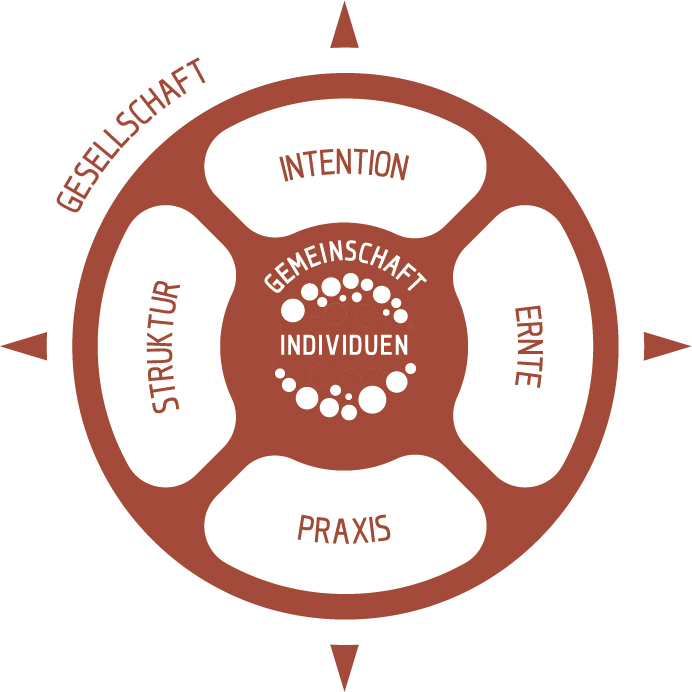 GESELLSCHAFT
INTENTION
GEMEINSCHAFT
INDIVIDUEN
STRUKTUR
ERNTE
PRAXIS